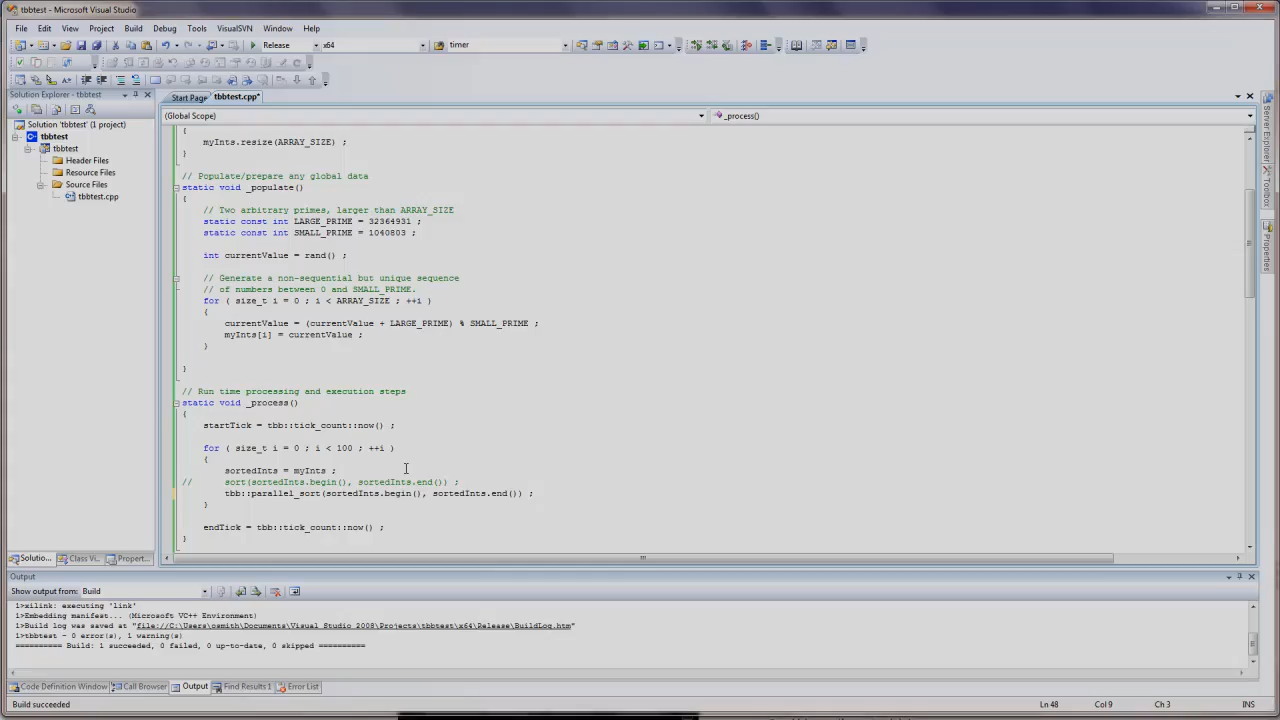 tbbtest - Microsoft Visual Studio
File Edit View Project Build Debug Tools VisualSVN Window Help
Release x64 timer
Solution Explorer - tbbtest
Start Page tbbtest.cpp*
(Global Scope) _process()
Solution 'tbbtest' (1 project)
tbbtest
tbbtest
Header Files
Resource Files
Source Files
tbbtest.cpp
{
myInts.resize(ARRAY_SIZE) ;
}
// Populate/prepare any global data
static void _populate()
{
// Two arbitrary primes, larger than ARRAY_SIZE
static const int LARGE_PRIME = 32364931 ;
static const int SMALL_PRIME = 1040803 ;
int currentValue = rand() ;
// Generate a non-sequential but unique sequence
// of numbers between 0 and SMALL_PRIME.
for ( size_t i = 0 ; i < ARRAY_SIZE ; ++i )
{
currentValue = (currentValue + LARGE_PRIME) % SMALL_PRIME ;
myInts[i] = currentValue ;
}
}
// Run time processing and execution steps
static void _process()
{
startTick = tbb::tick_count::now() ;
for ( size_t i = 0 ; i < 100 ; ++i )
{
sortedInts = myInts ;
// sort(sortedInts.begin(), sortedInts.end()) ;
tbb::parallel_sort(sortedInts.begin(), sortedInts.end()) ;
}
endTick = tbb::tick_count::now() ;
}
Server Explorer
Toolbox
Properties
Solutio... Class Vi... Propert...
Output
Show output from: Build
1>xilink: executing 'link'
1>Embedding manifest... (Microsoft VC++ Environment)
1>Build log was saved at "file://C:\Users\osmith\Documents\Visual Studio 2008\Projects\tbbtest\x64\Release\BuildLog.htm"
1>tbbtest - 0 error(s), 1 warning(s)
========== Build: 1 succeeded, 0 failed, 0 up-to-date, 0 skipped ==========
Code Definition Window Call Browser Output Find Results 1 Error List
Build succeeded Ln 48 Col 9 Ch 3 INS